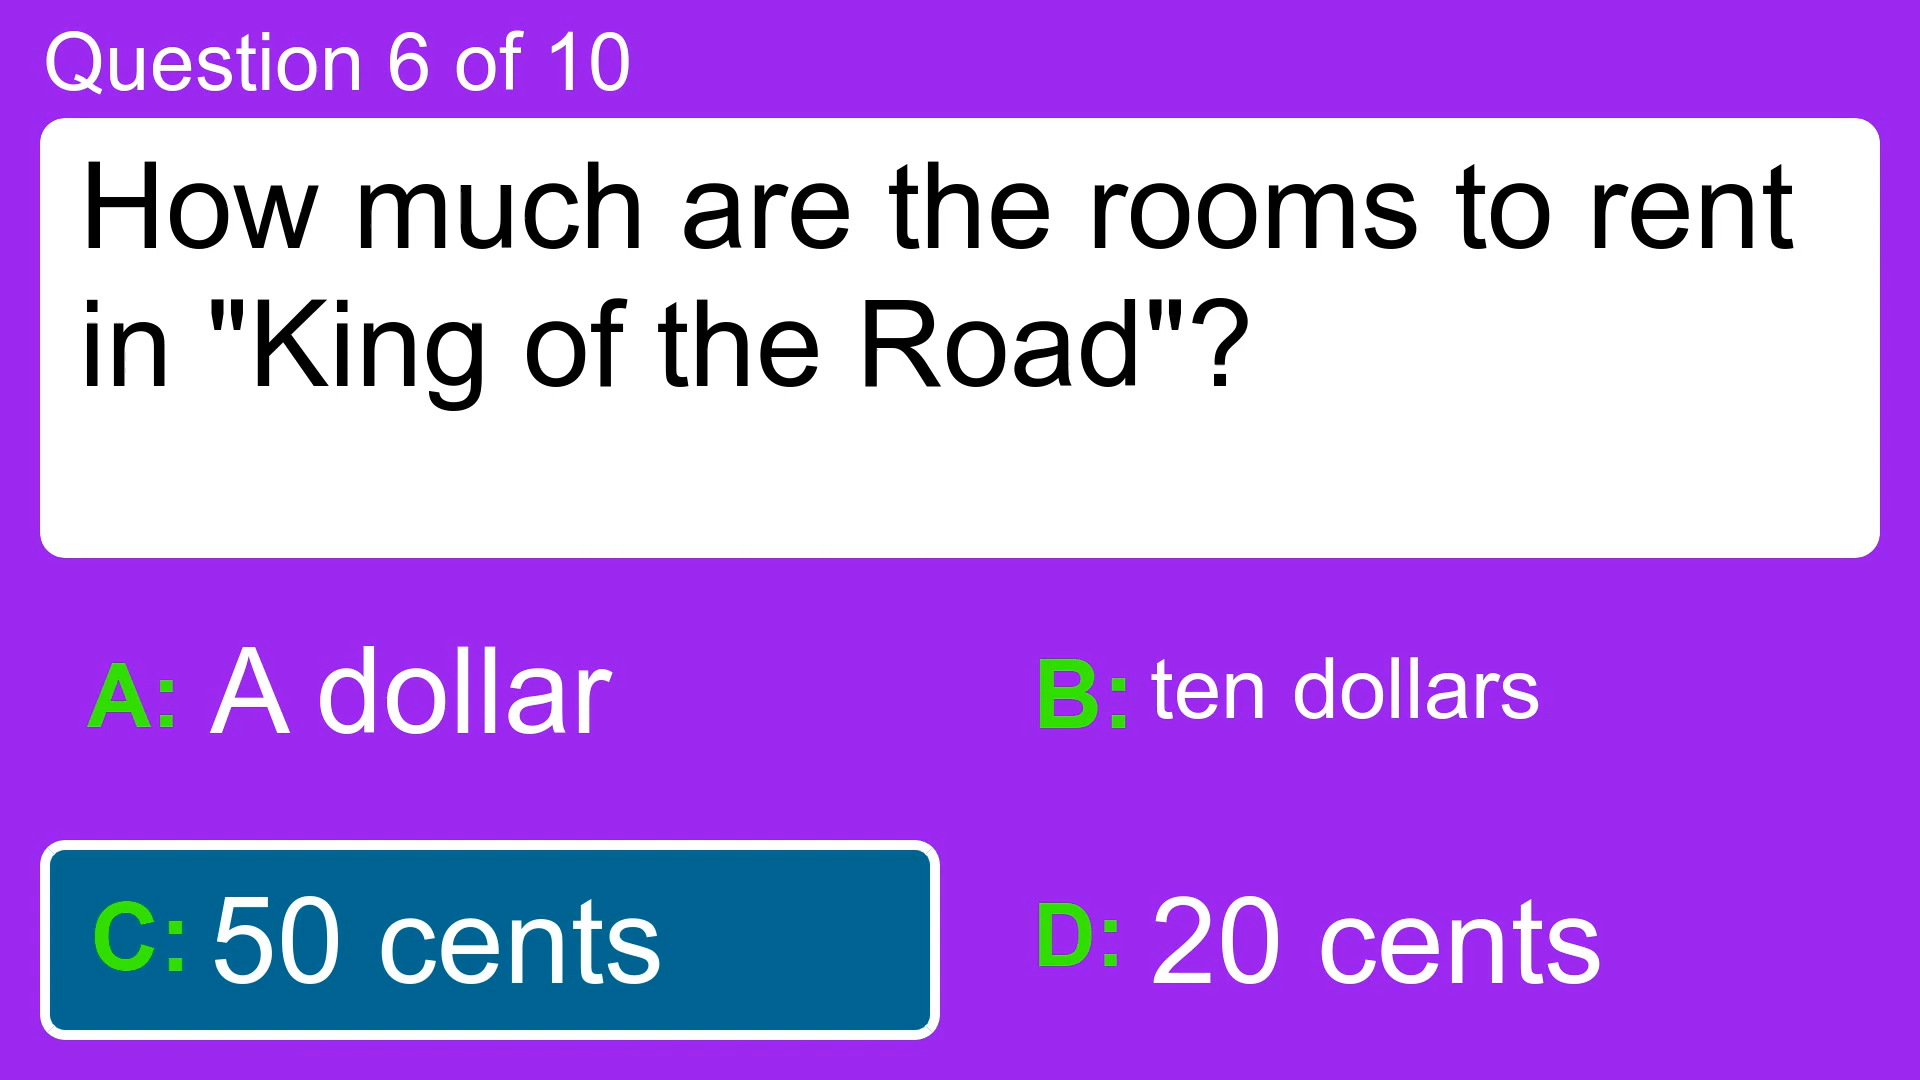 Question 6 of 10
How much are the rooms to rent
in "King of the Road"?
A: A dollar
B: ten dollars
C: 50 cents
D: 20 cents